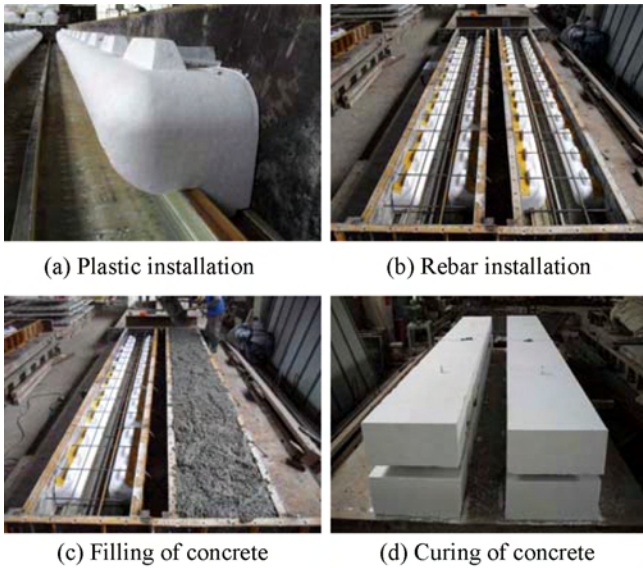 (a) Plastic installation
(b) Rebar installation
(c) Filling of concrete
(d) Curing of concrete